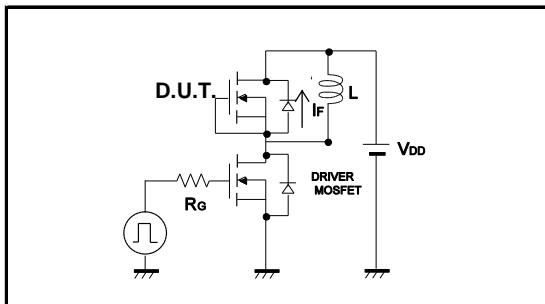 D.U.T.
IF
L
VDD
DRIVER
MOSFET
RG